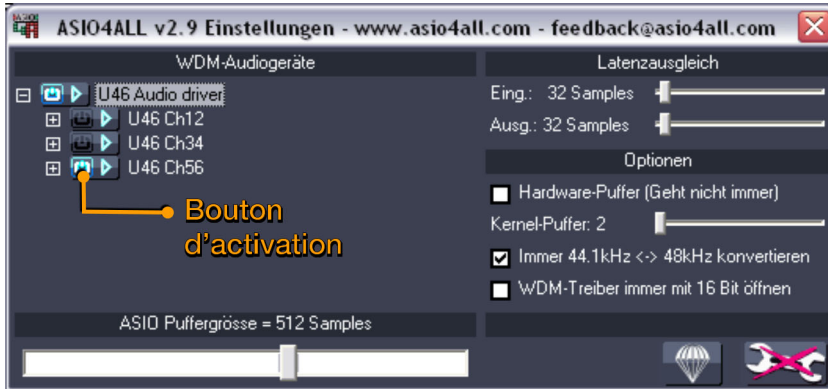 ASIO4ALL v2.9 Einstellungen - www.asio4all.com - feedback@asio4all.com
WDM-Audiogeräte
U46 Audio driver
U46 Ch12
U46 Ch34
U46 Ch56
Bouton
d'activation
ASIO Puffergrösse = 512 Samples
Latenzausgleich
Eing.: 32 Samples
Ausg.: 32 Samples
Optionen
Hardware-Puffer (Geht nicht immer)
Kernel-Puffer: 2
Immer 44.1kHz <-> 48kHz konvertieren
WDM-Treiber immer mit 16 Bit öffnen